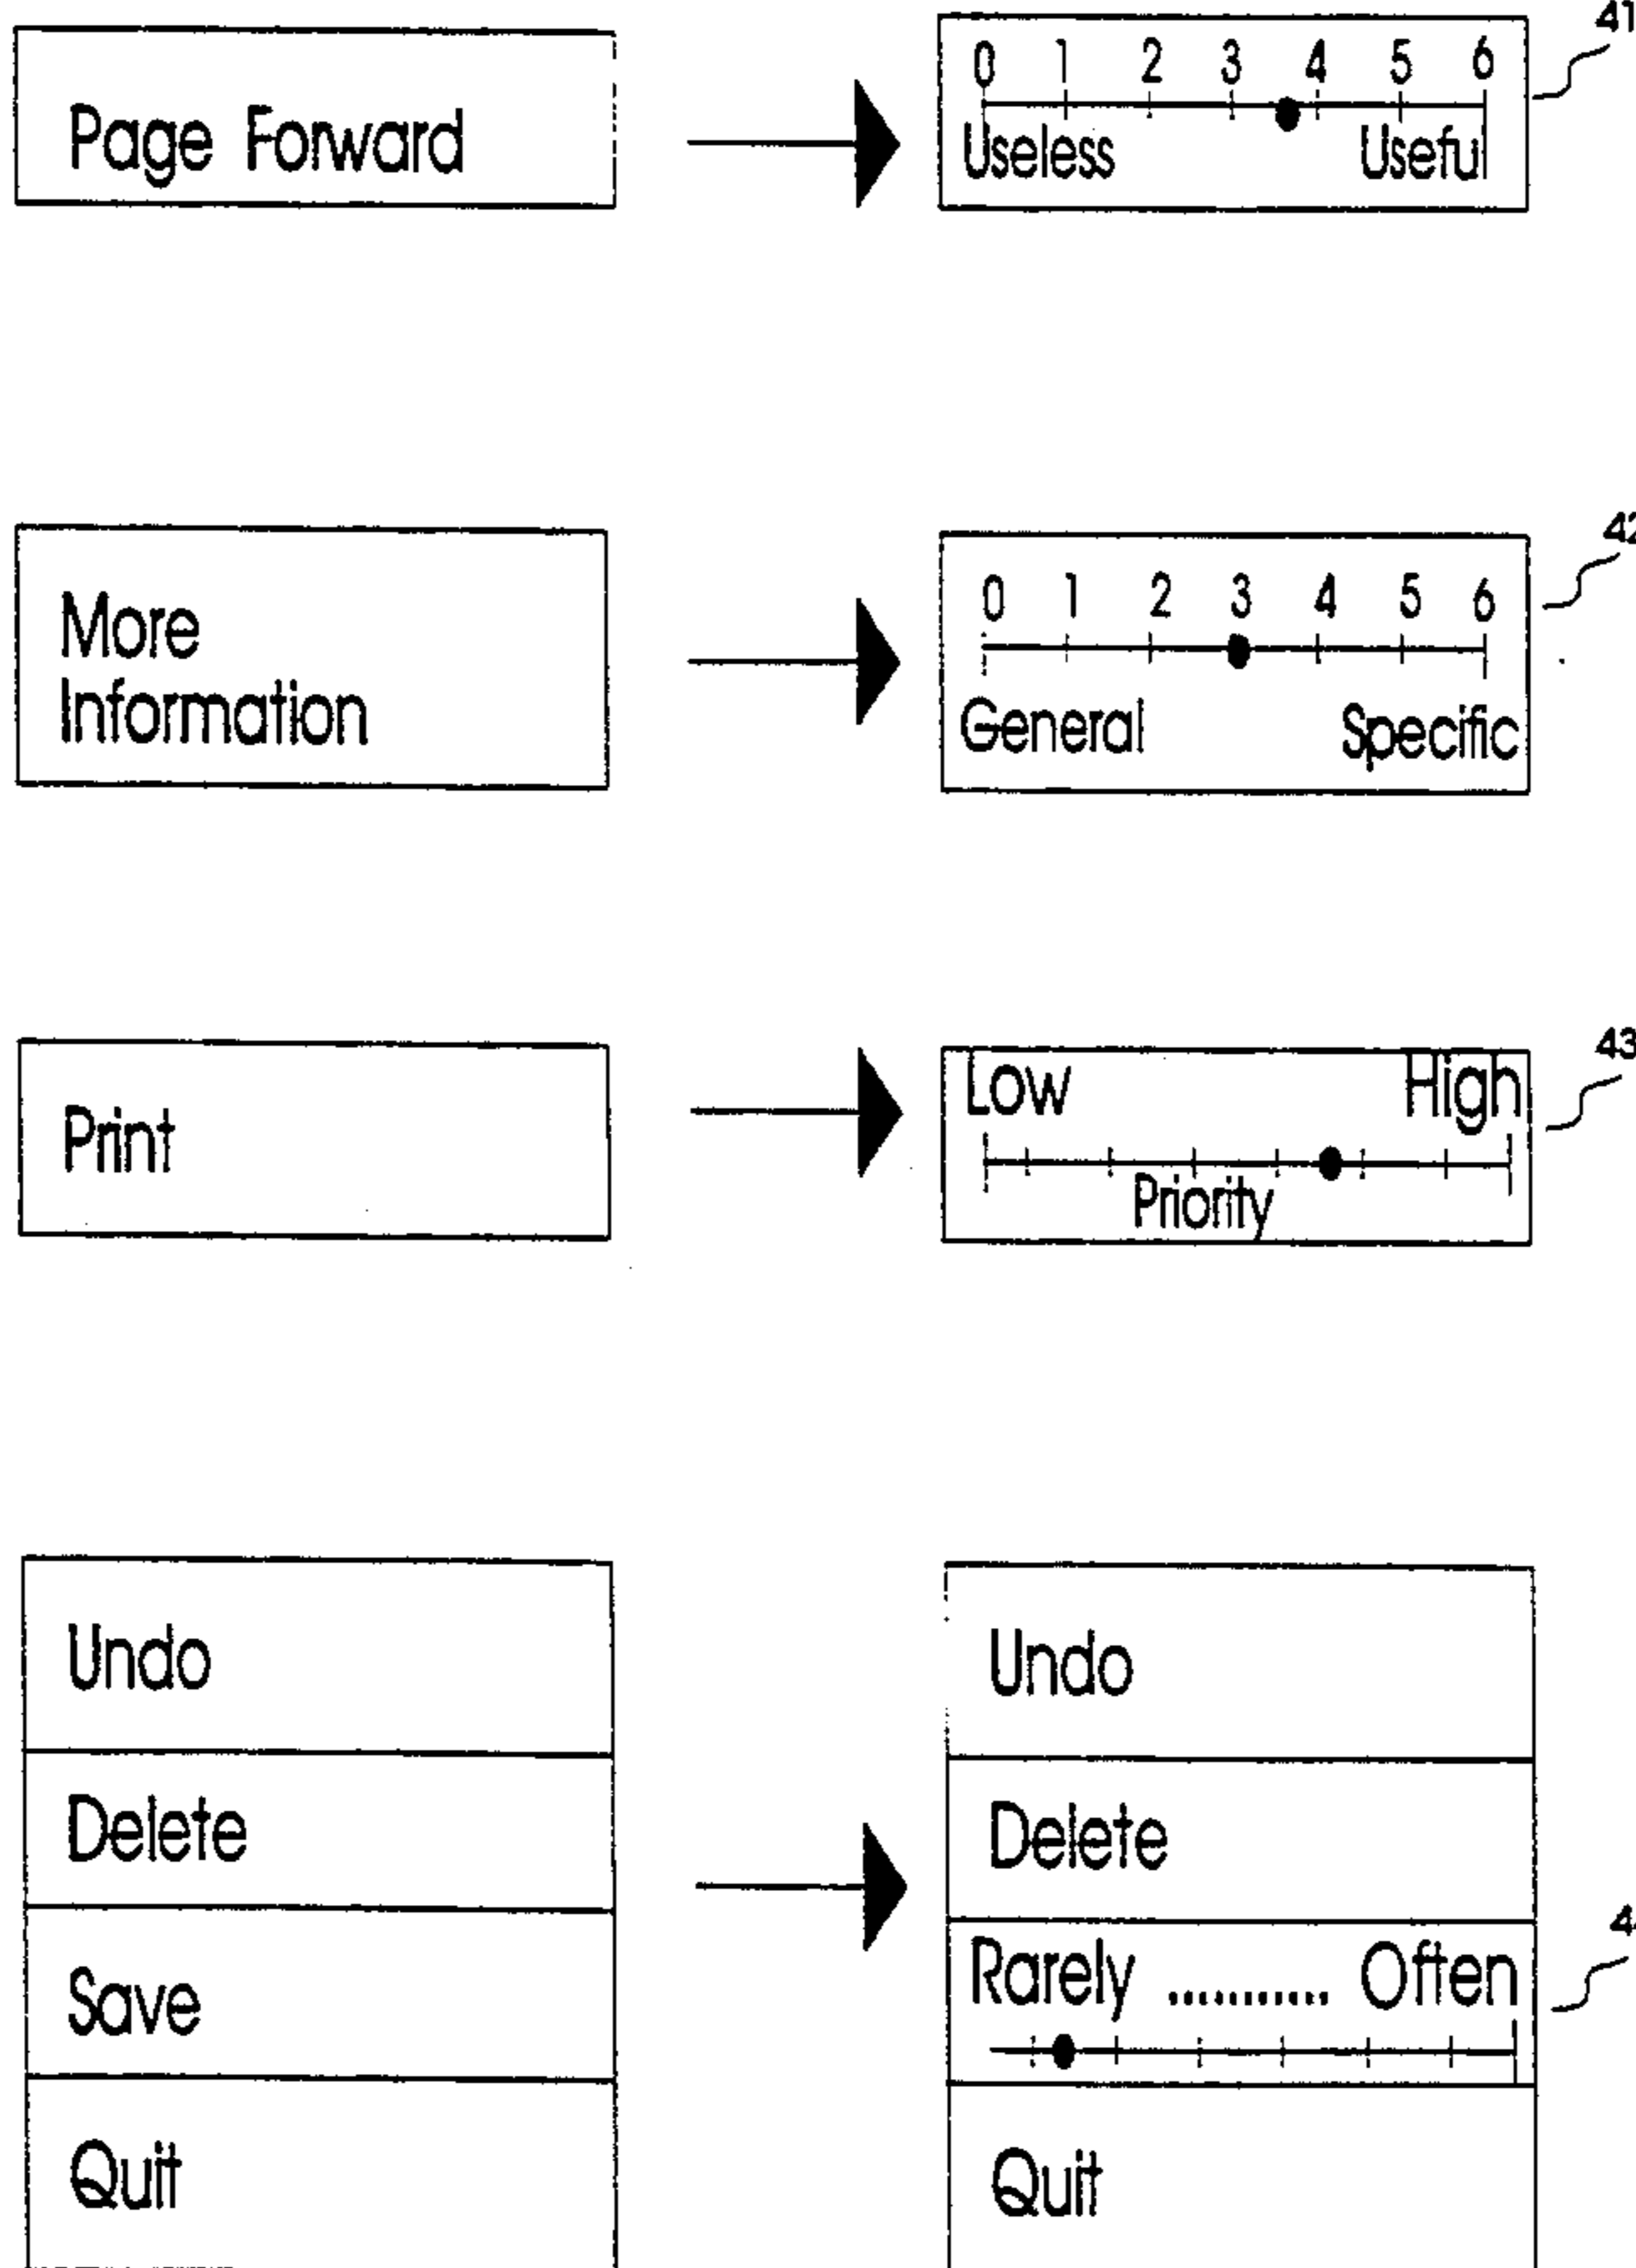 Page Forward
0 1 2 3 4 5 6
Useless Useful
41
More
Information
0 1 2 3 4 5 6
General Specific
42
Print
Low High
Priority
43
Undo
Delete
Save
Quit
Undo
Delete
Rarely ........... Often
Quit